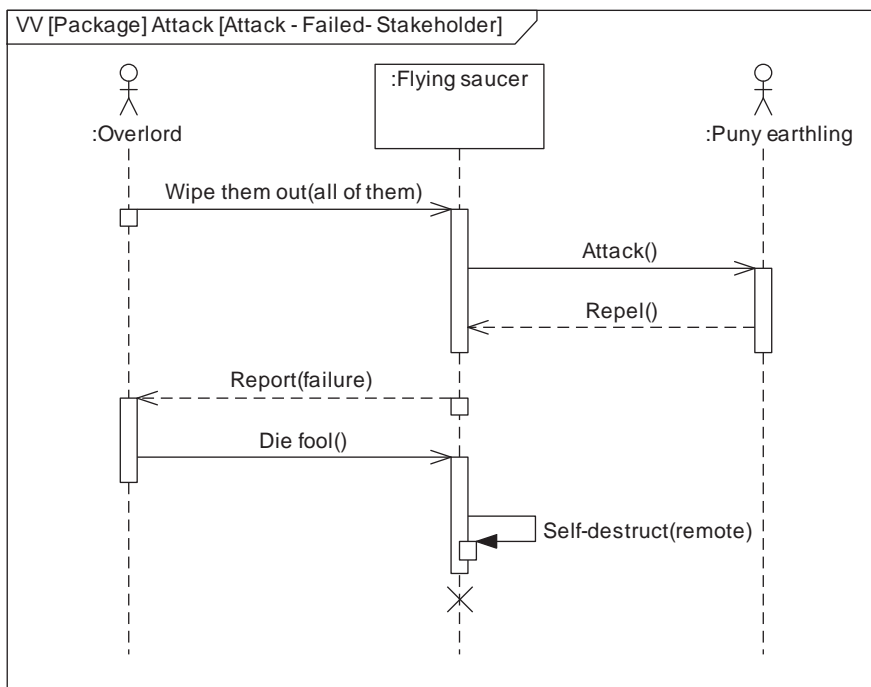 VV [Package] Attack [Attack - Failed- Stakeholder]
:Overlord
:Flying saucer
:Puny earthling
Wipe them out(all of them)
Attack()
Repel()
Report(failure)
Die fool()
Self-destruct(remote)